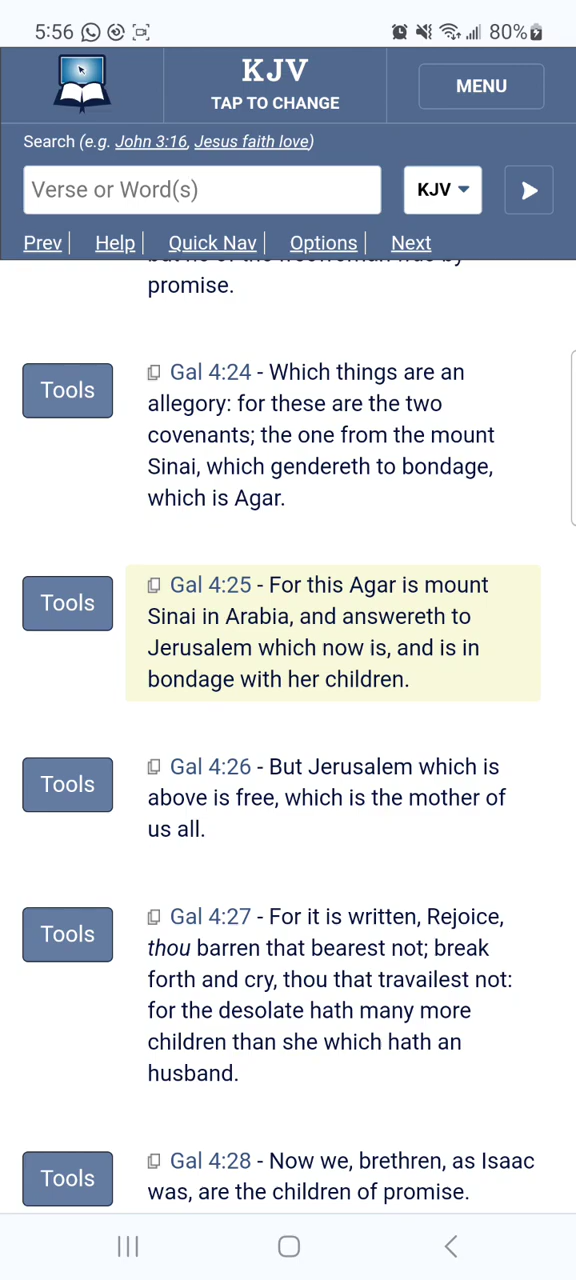 5:56
80%
KJV
TAP TO CHANGE
MENU
Search (e.g. John 3:16, Jesus faith love)
Verse or Word(s)
KJV
Prev | Help | Quick Nav | Options | Next
promise.
Tools
Gal 4:24 - Which things are an
allegory: for these are the two
covenants; the one from the mount
Sinai, which gendereth to bondage,
which is Agar.
Tools
Gal 4:25 - For this Agar is mount
Sinai in Arabia, and answereth to
Jerusalem which now is, and is in
bondage with her children.
Tools
Gal 4:26 - But Jerusalem which is
above is free, which is the mother of
us all.
Tools
Gal 4:27 - For it is written, Rejoice,
thou barren that bearest not; break
forth and cry, thou that travailest not:
for the desolate hath many more
children than she which hath an
husband.
Tools
Gal 4:28 - Now we, brethren, as Isaac
was, are the children of promise.